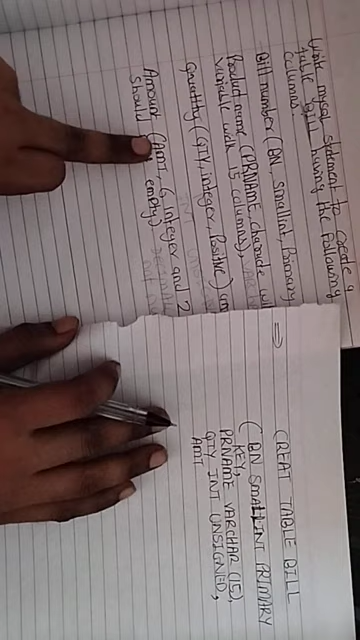 Write mysql statement to create a
table BILL having the following
columns.
Bill number (BN, Smallint, Primary
Product name (PRNAME, character
variable with 15 columns),
Quantity (QTY, integer, Positive)
Amount (AMT, 6 integer and 2
Should empty)
⇒ CREAT TABLE BILL
(BN SMALLINT PRIMARY
KEY,
PRNAME VARCHAR (15),
QTY INT UNSIGNED,
AMT